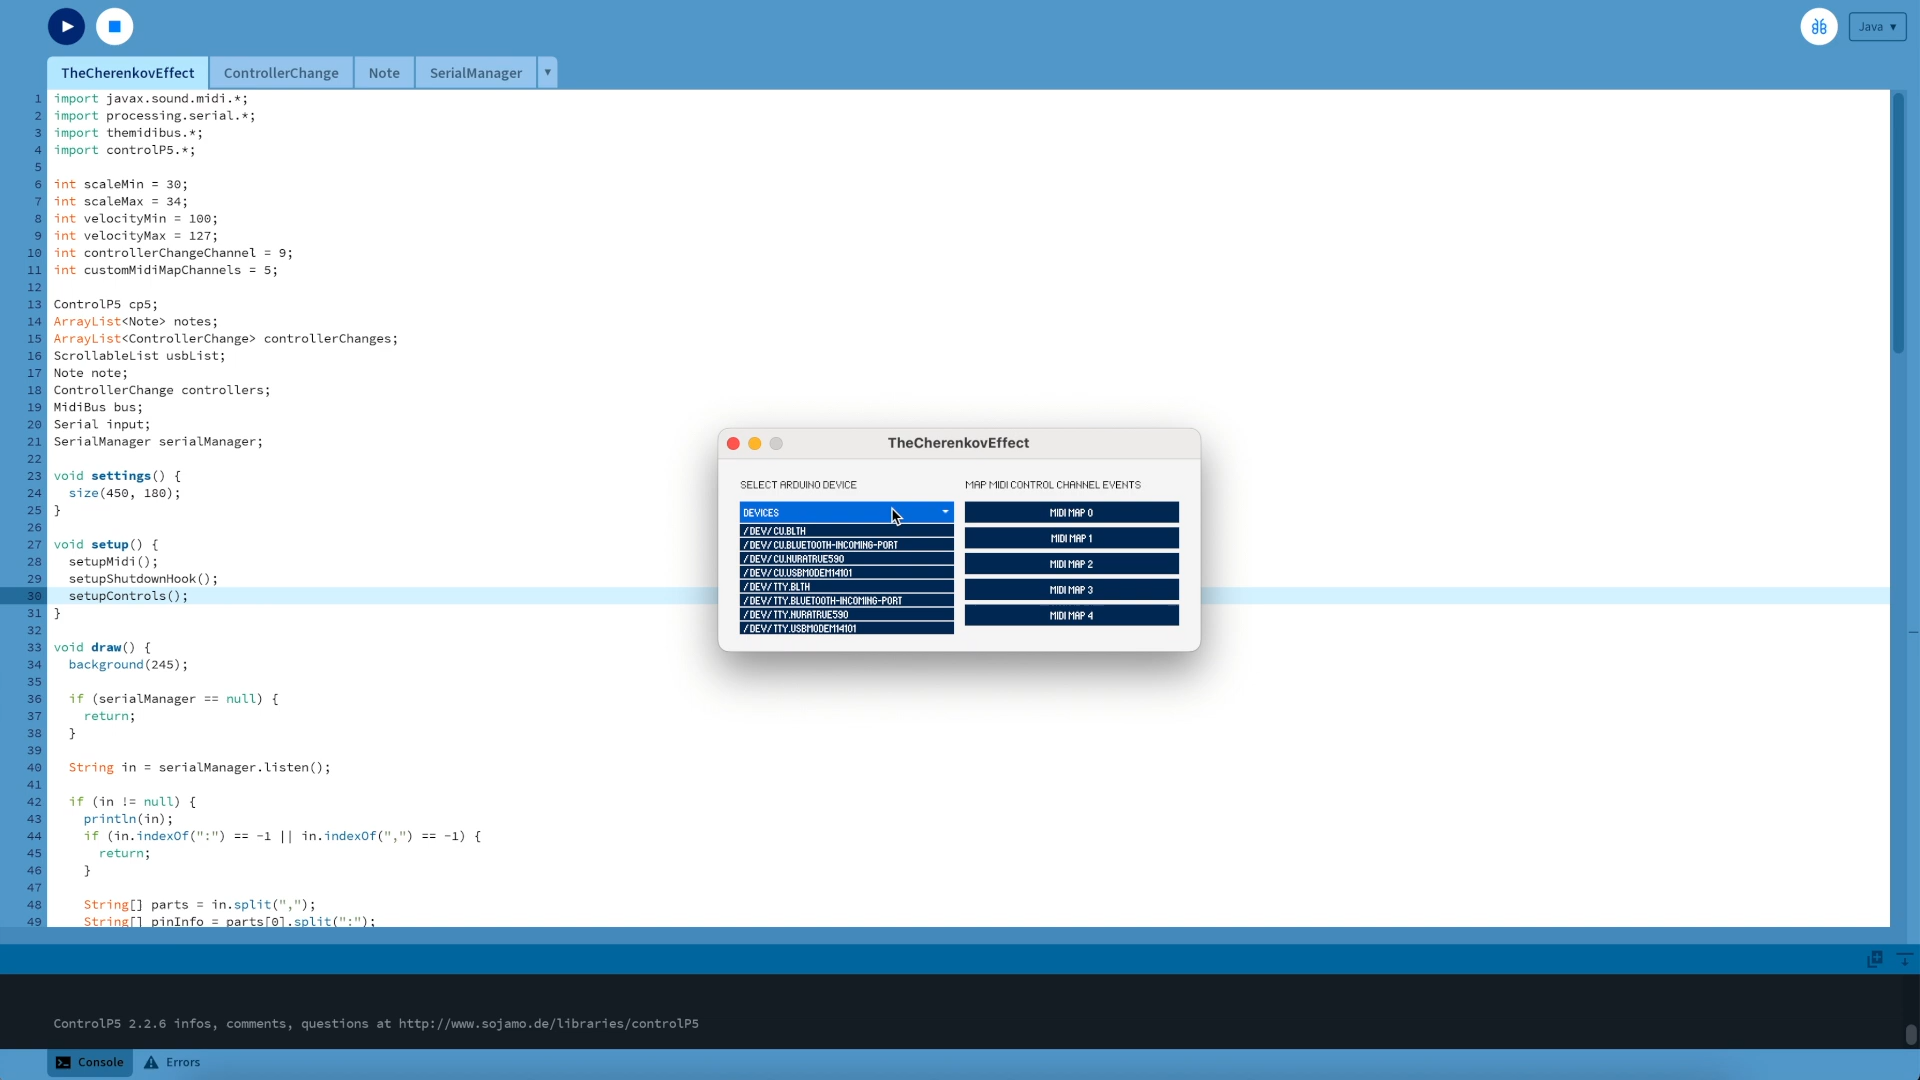 Java ▾
TheCherenkovEffect
ControllerChange
Note
SerialManager
▾
1 import javax.sound.midi.*;
2 import processing.serial.*;
3 import themidibus.*;
4 import controlP5.*;
5
6 int scaleMin = 30;
7 int scaleMax = 34;
8 int velocityMin = 100;
9 int velocityMax = 127;
10 int controllerChangeChannel = 9;
11 int customMidiMapChannels = 5;
12
13 ControlP5 cp5;
14 ArrayList<Note> notes;
15 ArrayList<ControllerChange> controllerChanges;
16 ScrollableList usbList;
17 Note note;
18 ControllerChange controllers;
19 MidiBus bus;
20 Serial input;
21 SerialManager serialManager;
22
23 void settings() {
24 size(450, 180);
25 }
26
27 void setup() {
28 setupMidi();
29 setupShutdownHook();
30 setupControls();
31 }
32
33 void draw() {
34 background(245);
35
36 if (serialManager == null) {
37 return;
38 }
39
40 String in = serialManager.listen();
41
42 if (in != null) {
43 println(in);
44 if (in.indexOf(":") == -1 || in.indexOf(",") == -1) {
45 return;
46 }
47
48 String[] parts = in.split(",");
49 String[] pinInfo = parts[0].split(":");
TheCherenkovEffect
SELECT ARDUINO DEVICE
DEVICES
/DEV/CU.BLTH
/DEV/CU.BLUETOOTH-INCOMING-PORT
/DEV/CU.NURATRUE590
/DEV/CU.USBMODEM14101
/DEV/TTY.BLTH
/DEV/TTY.BLUETOOTH-INCOMING-PORT
/DEV/TTY.NURATRUE590
/DEV/TTY.USBMODEM14101
MAP MIDI CONTROL CHANNEL EVENTS
MIDI MAP 0
MIDI MAP 1
MIDI MAP 2
MIDI MAP 3
MIDI MAP 4
ControlP5 2.2.6 infos, comments, questions at http://www.sojamo.de/libraries/controlP5
Console
Errors